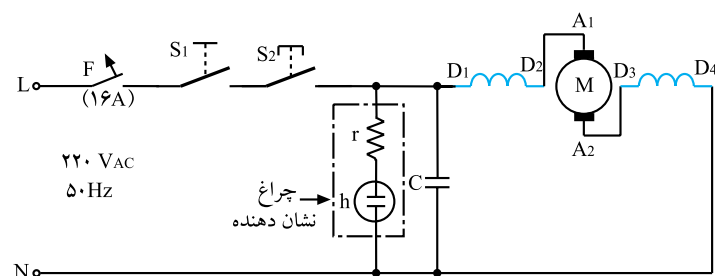 A1
S1
S2
F
D1
D2
D3
D4
L
(۱۶A)
M
r
A2
۲۲۰ VAC
۵۰Hz
چراغ
نشان دهنده
h
C
N